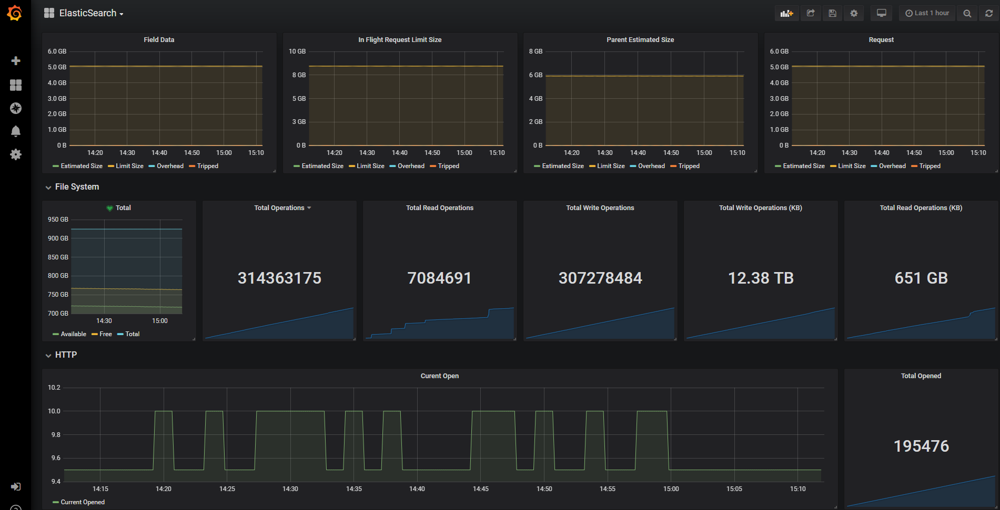 ElasticSearch
Last 1 hour
Field Data
6.0 GB
5.0 GB
4.0 GB
3.0 GB
2.0 GB
1.0 GB
0 B
14:20 14:30 14:40 14:50 15:00 15:10
Estimated Size Limit Size Overhead Tripped
In Flight Request Limit Size
10 GB
8 GB
5 GB
3 GB
0 B
14:20 14:30 14:40 14:50 15:00 15:10
Estimated Size Limit Size Overhead Tripped
Parent Estimated Size
8 GB
6 GB
4 GB
2 GB
0 B
14:20 14:30 14:40 14:50 15:00 15:10
Estimated Size Limit Size Overhead Tripped
Request
6.0 GB
5.0 GB
4.0 GB
3.0 GB
2.0 GB
1.0 GB
0 B
14:20 14:30 14:40 14:50 15:00 15:10
Estimated Size Limit Size Overhead Tripped
File System
Total
950 GB
900 GB
850 GB
800 GB
750 GB
700 GB
14:30 15:00
Available Free Total
Total Operations
314363175
Total Read Operations
7084691
Total Write Operations
307278484
Total Write Operations (KB)
12.38 TB
Total Read Operations (KB)
651 GB
HTTP
Curent Open
10.2
10.0
9.8
9.6
9.4
14:15 14:20 14:25 14:30 14:35 14:40 14:45 14:50 14:55 15:00 15:05 15:10
Current Opened
Total Opened
195476